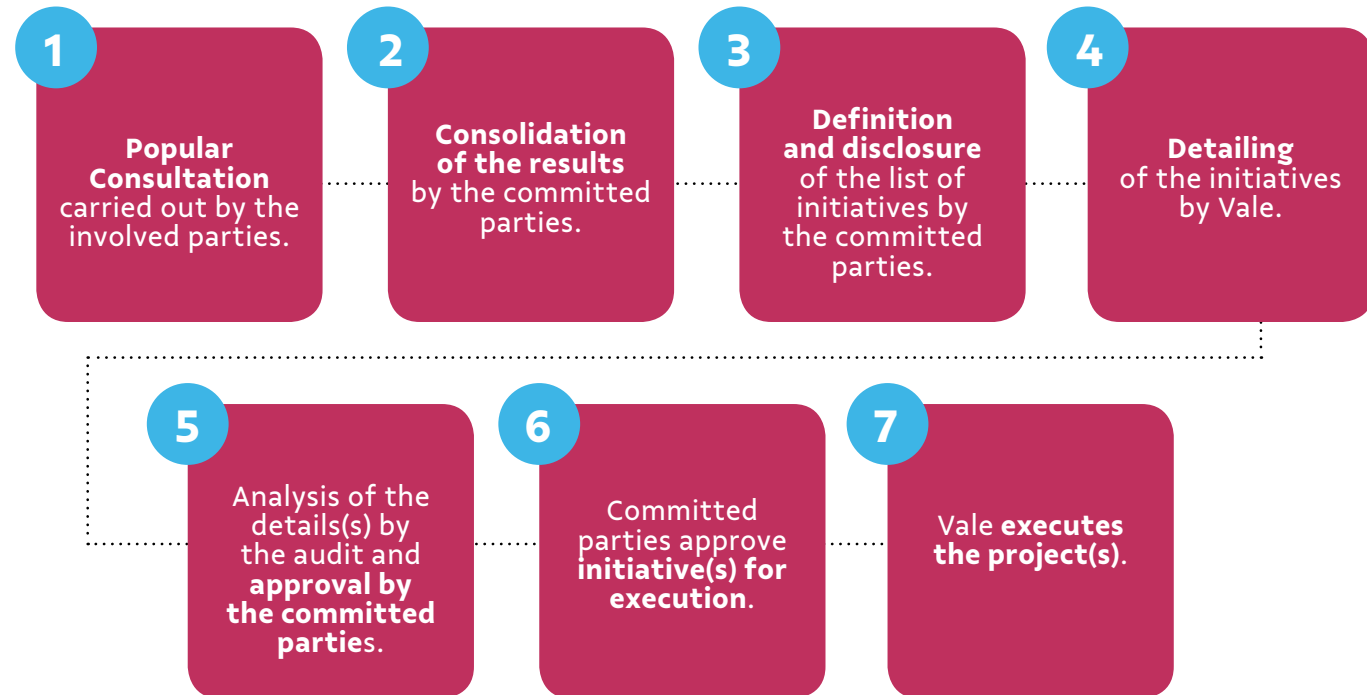 1
Popular
Consultation
carried out by the
involved parties.
2
Consolidation
of the results
by the committed
parties.
3
Definition
and disclosure
of the list of
initiatives by
the committed
parties.
4
Detailing
of the initiatives
by Vale.
5
Analysis of the
details(s) by
the audit and
approval by
the committed
parties.
6
Committed
parties approve
initiative(s) for
execution.
7
Vale executes
the project(s).